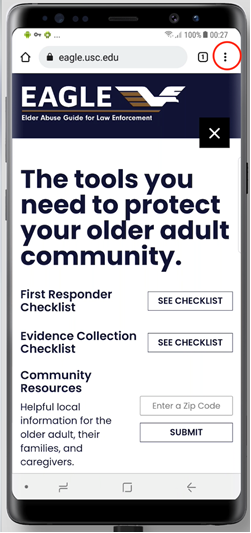 100% 00:27
eagle.usc.edu
1
EAGLE
Elder Abuse Guide for Law Enforcement
The tools you
need to protect
your older adult
community.
First Responder
Checklist
SEE CHECKLIST
Evidence Collection
Checklist
SEE CHECKLIST
Community
Resources
Helpful local
information for the
older adult, their
families, and
caregivers.
Enter a Zip Code
SUBMIT